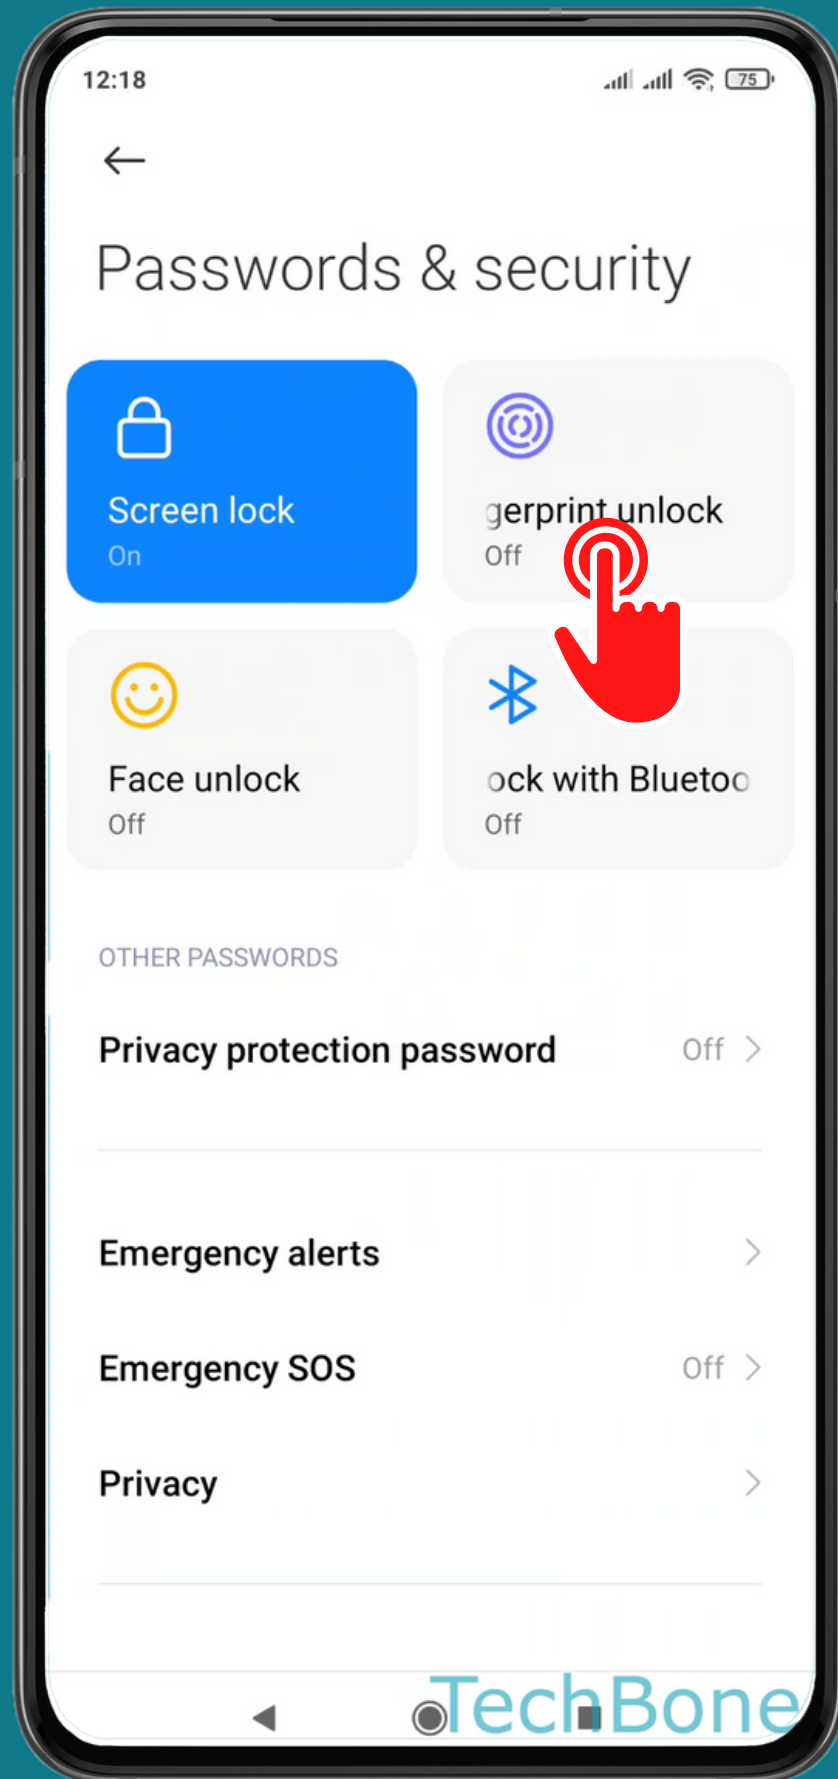 12:18
75
Passwords & security
Screen lock
On
gerprint unlock
Off
Face unlock
Off
ock with Bluetoo
Off
OTHER PASSWORDS
Privacy protection password
Off
Emergency alerts
Emergency SOS
Off
Privacy
TechBone